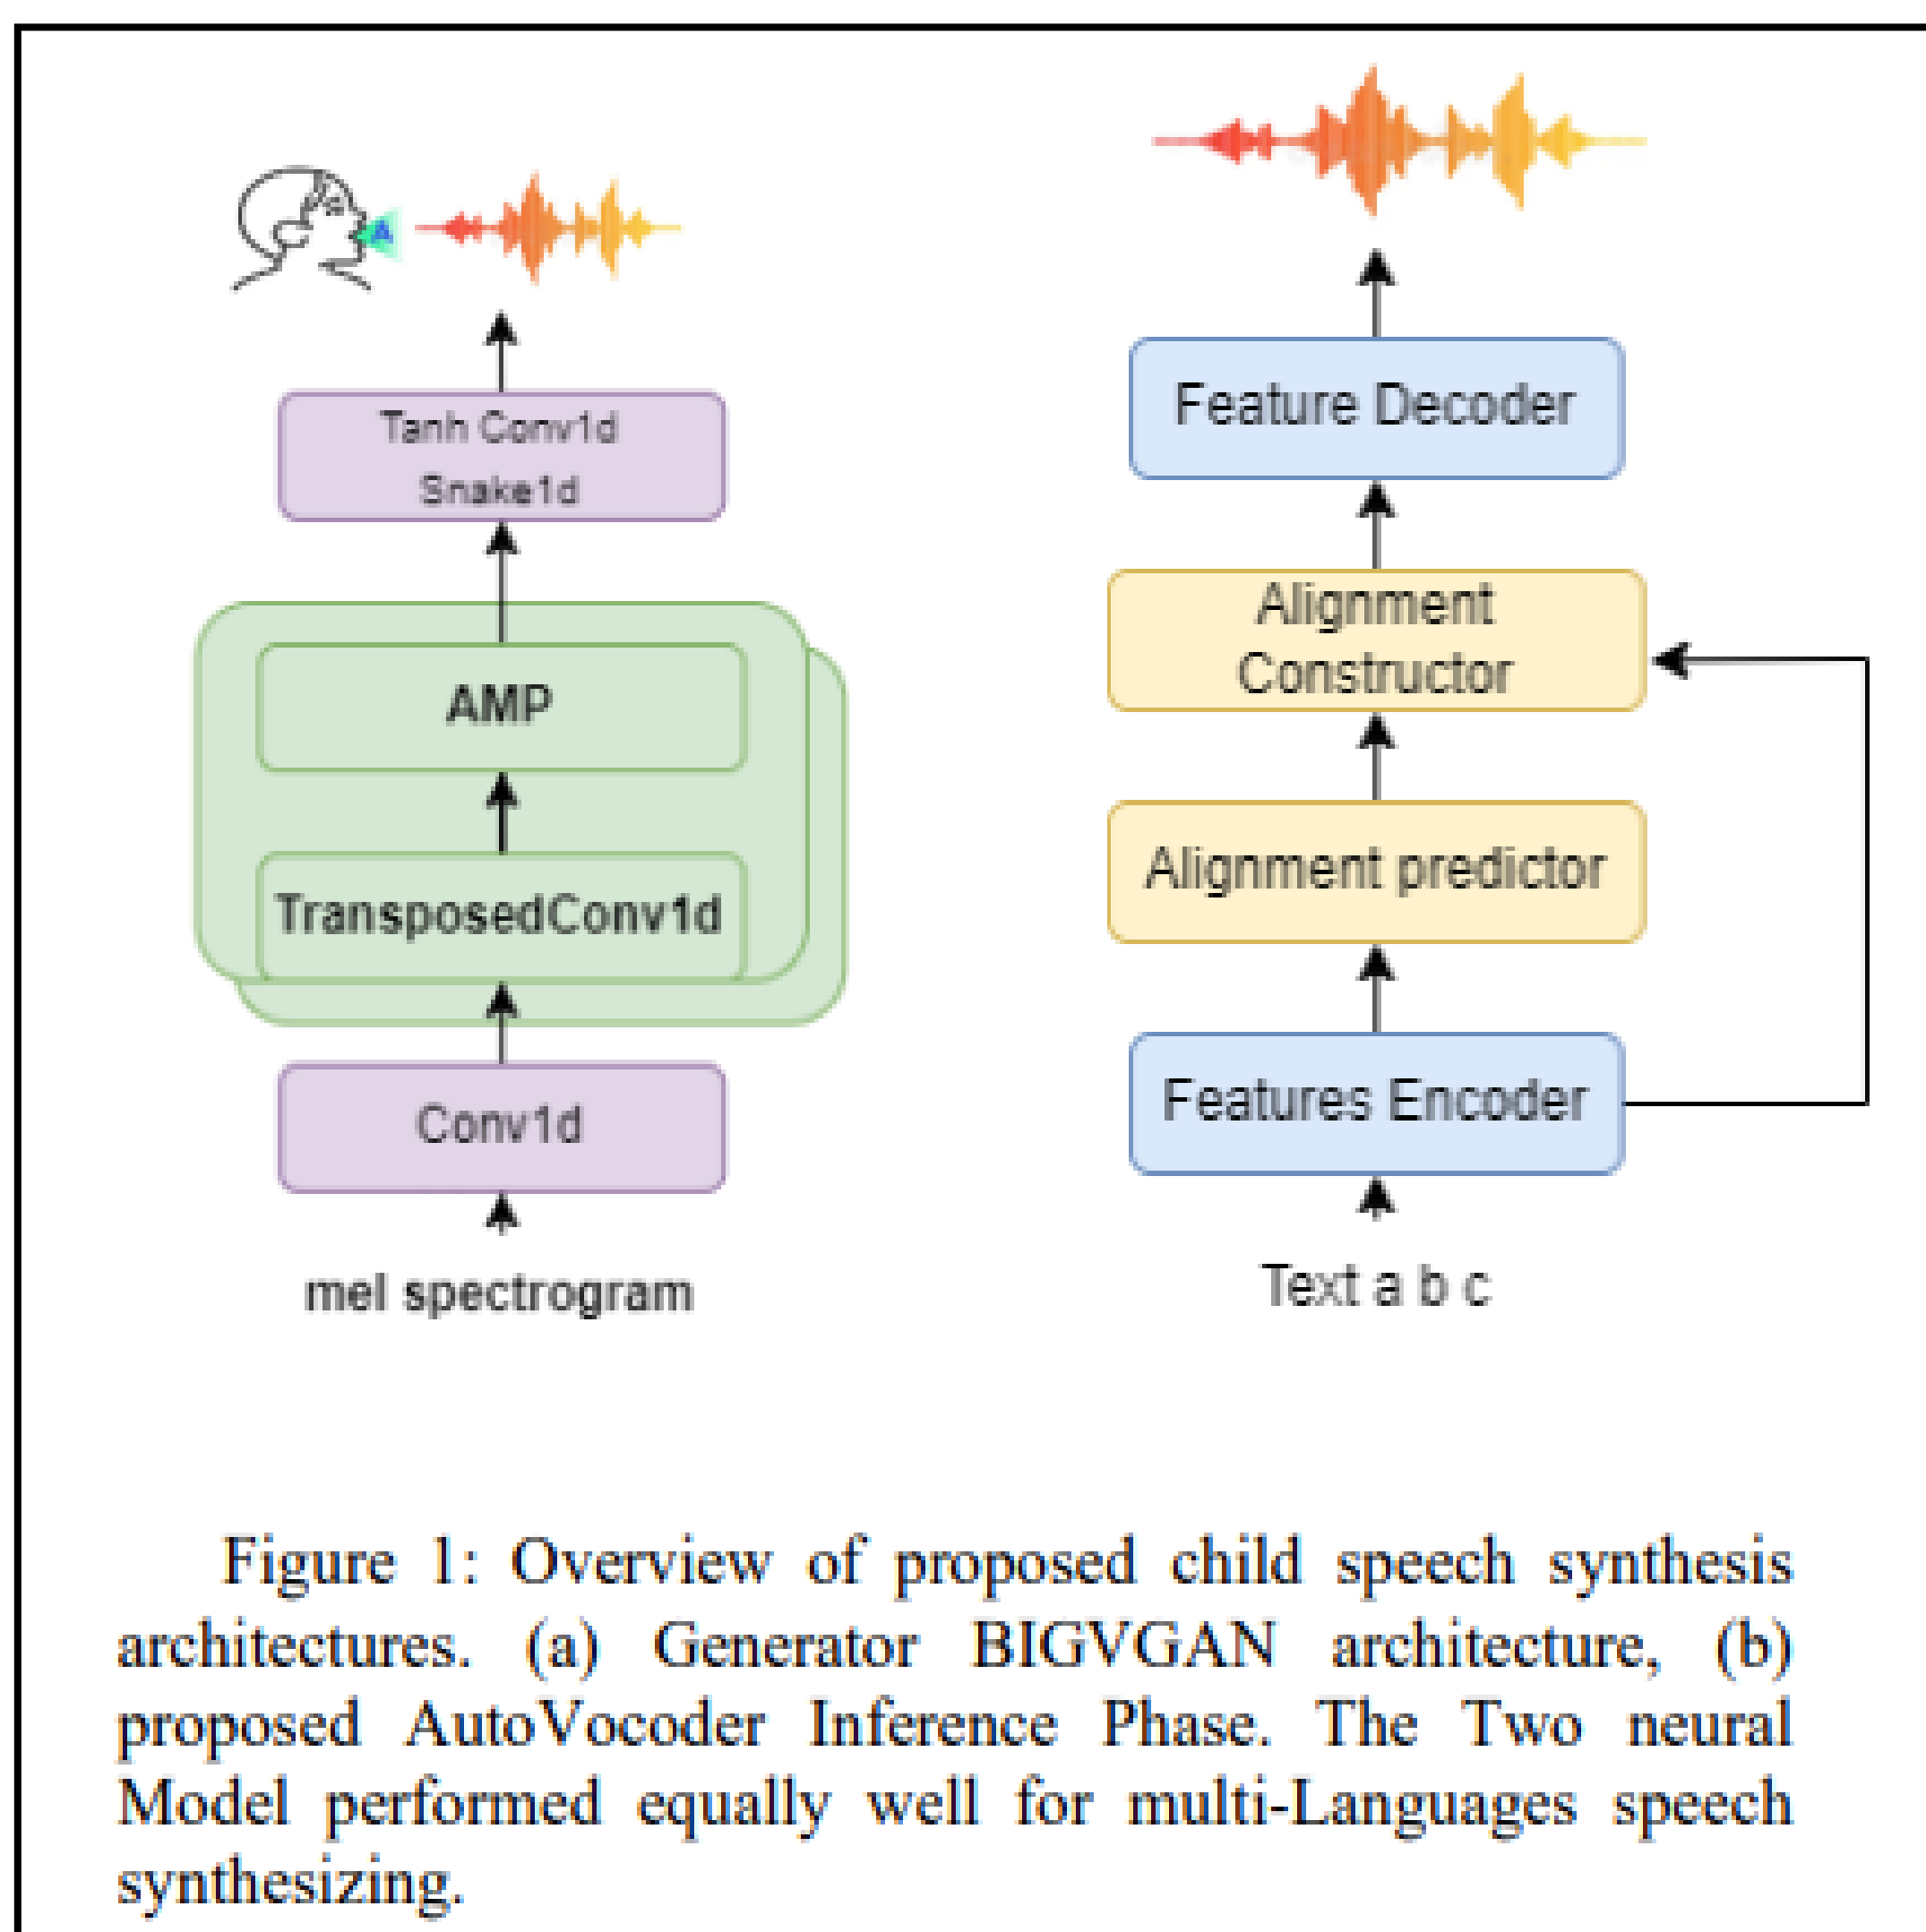 A
Tanh Conv1d
Snake1d
AMP
TransposedConv1d
Conv1d
mel spectrogram
Feature Decoder
Alignment
Constructor
Alignment predictor
Features Encoder
Text a b c
Figure 1: Overview of proposed child speech synthesis
architectures. (a) Generator BIGVGAN architecture, (b)
proposed AutoVocoder Inference Phase. The Two neural
Model performed equally well for multi-Languages speech
synthesizing.